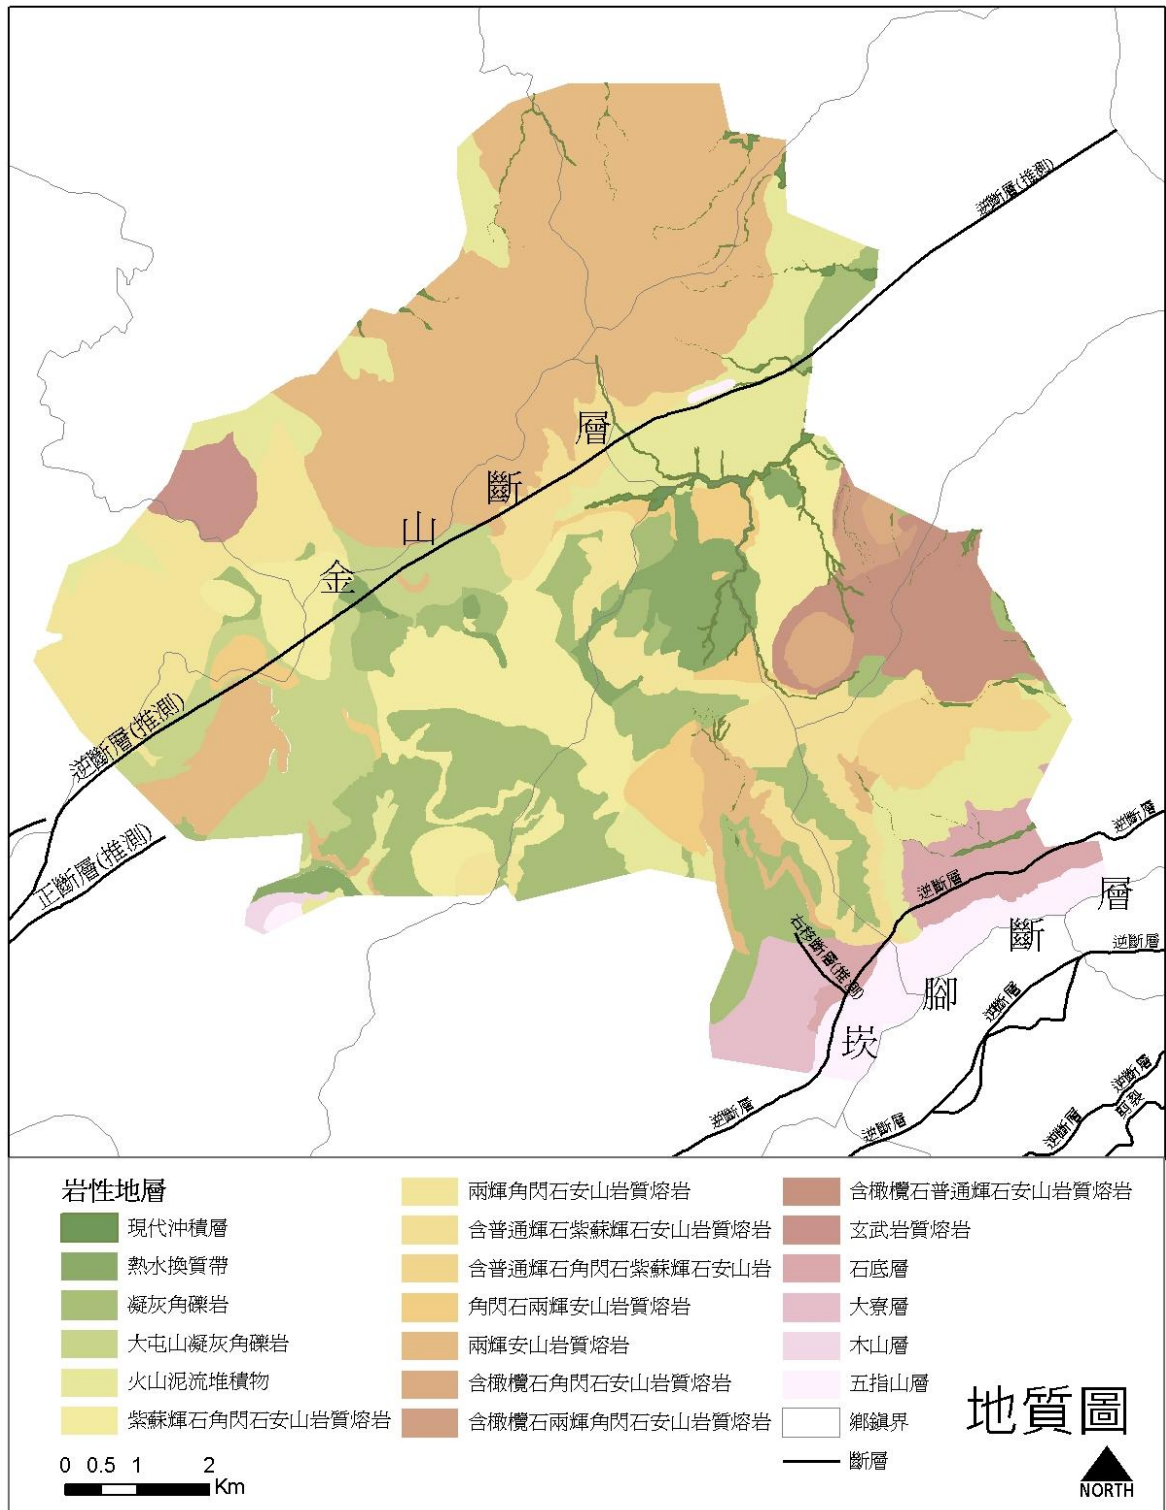 逆斷層(推測)
金山斷層
逆斷層(推測)
正斷層(推測)
逆斷層
逆斷層
崁腳斷層
右移斷層(推測)
逆斷層
逆斷層
逆斷層
逆斷層
逆斷層
逆斷層
剪裂
岩性地層
現代沖積層
熱水換質帶
凝灰角礫岩
大屯山凝灰角礫岩
火山泥流堆積物
紫蘇輝石角閃石安山岩質熔岩
兩輝角閃石安山岩質熔岩
含普通輝石紫蘇輝石安山岩質熔岩
含普通輝石角閃石紫蘇輝石安山岩
角閃石兩輝安山岩質熔岩
兩輝安山岩質熔岩
含橄欖石角閃石安山岩質熔岩
含橄欖石兩輝角閃石安山岩質熔岩
含橄欖石普通輝石安山岩質熔岩
玄武岩質熔岩
石底層
大寮層
木山層
五指山層
鄉鎮界
斷層
地質圖
NORTH
0 0.5 1 2
Km